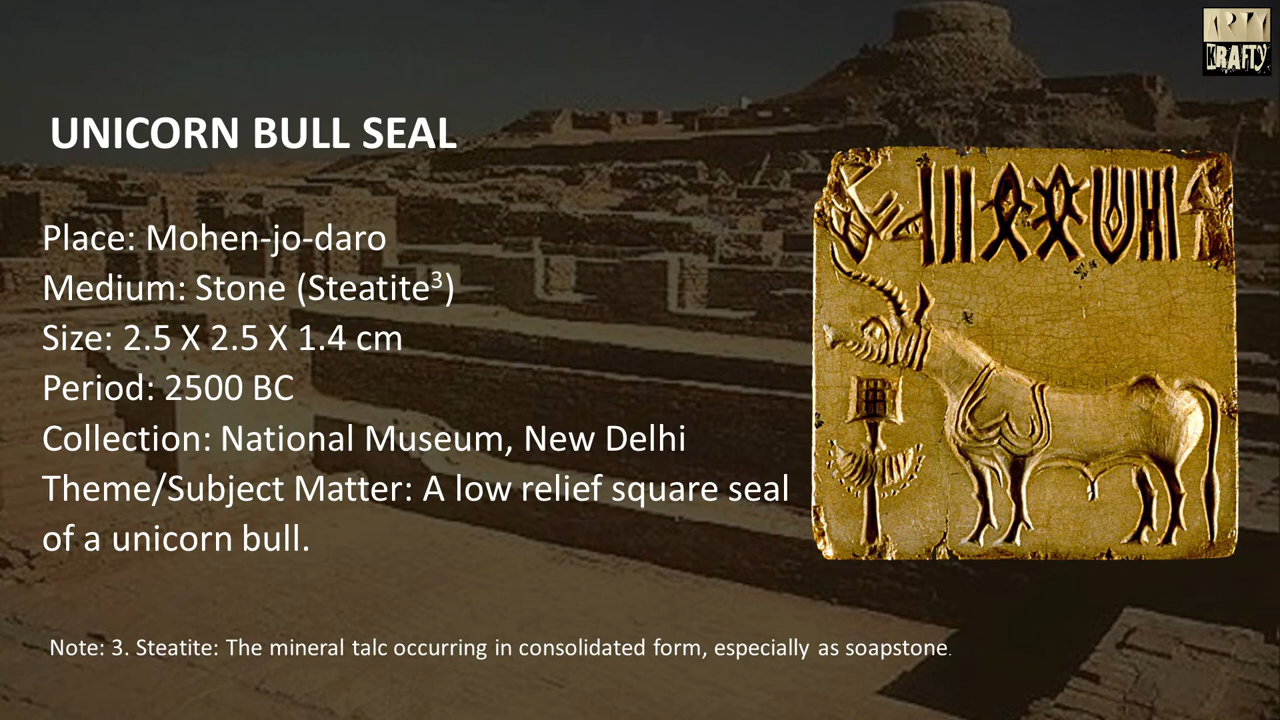 ARTY
KRAFTY
UNICORN BULL SEAL
Place: Mohen-jo-daro
Medium: Stone (Steatite³)
Size: 2.5 X 2.5 X 1.4 cm
Period: 2500 BC
Collection: National Museum, New Delhi
Theme/Subject Matter: A low relief square seal
of a unicorn bull.
Note: 3. Steatite: The mineral talc occurring in consolidated form, especially as soapstone.